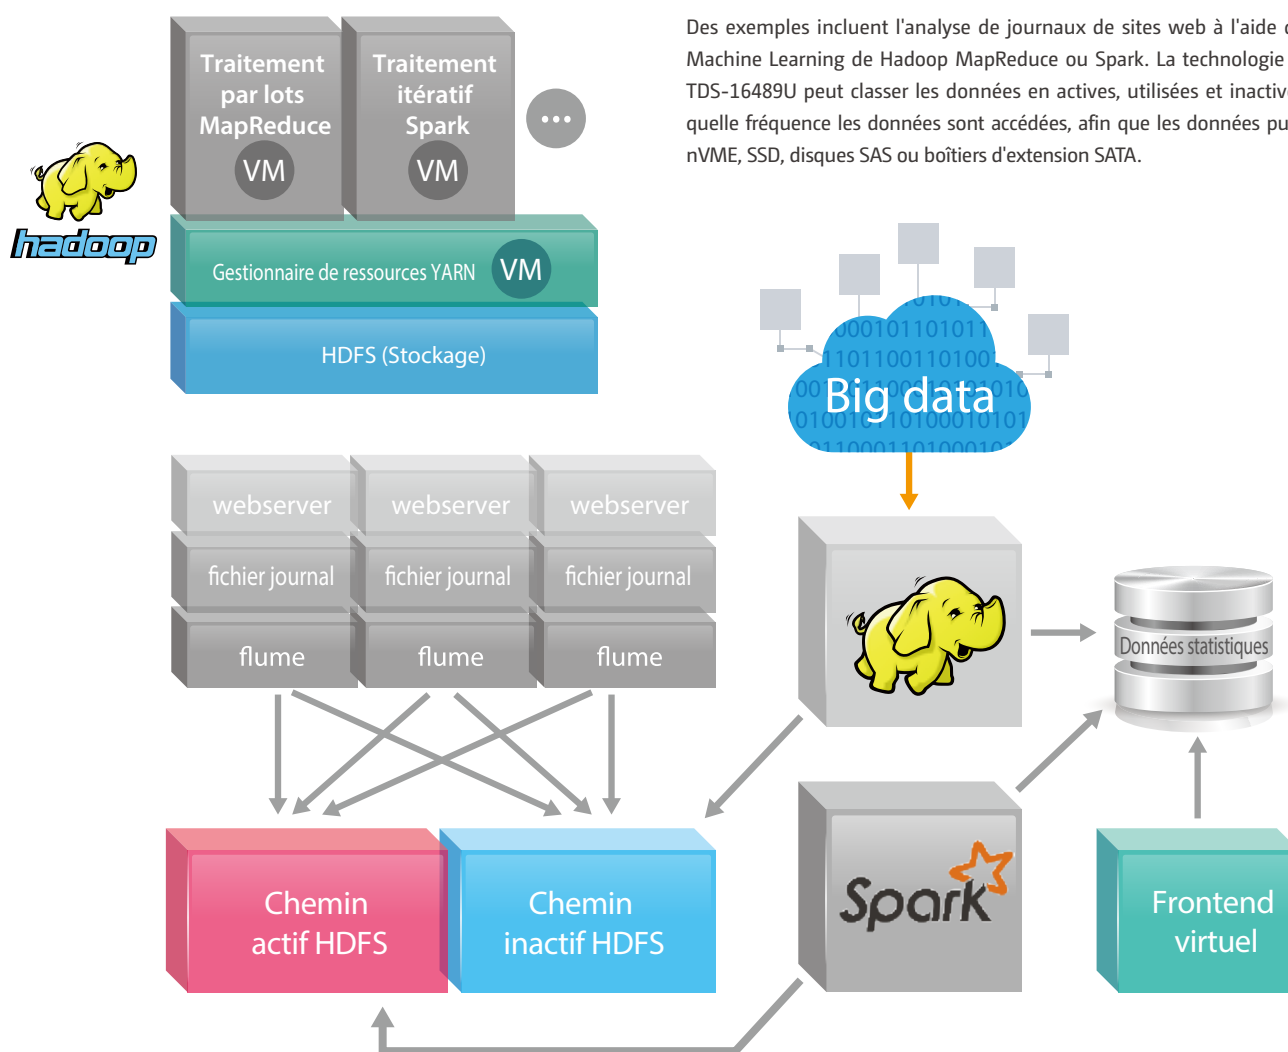 Des exemples incluent l'analyse de journaux de sites web à l'aide
Machine Learning de Hadoop MapReduce ou Spark. La technologie
TDS-16489U peut classer les données en actives, utilisées et
quelle fréquence les données sont accédées, afin que les données
nVME, SSD, disques SAS ou boîtiers d'extension SATA.
Traitement
par lots
MapReduce
VM
Traitement
itératif
Spark
VM
...
hadoop
Gestionnaire de ressources YARN
VM
HDFS (Stockage)
Big data
webserver
webserver
webserver
fichier journal
fichier journal
fichier journal
flume
flume
flume
Données statistiques
Chemin
actif HDFS
Chemin
inactif HDFS
Spark
Frontend
virtuel